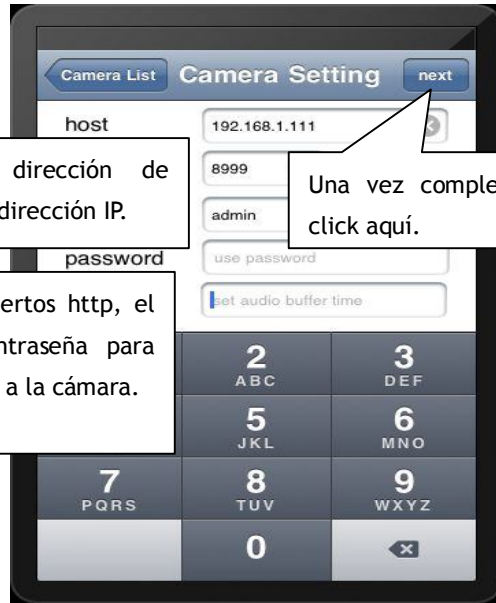 Camera List Camera Setting next
host 192.168.1.111
dirección de
dirección IP.
8999
Una vez comple
click aquí.
admin
password use password
ertos http, el
ntraseña para
a la cámara.
set audio buffer time
2 3
ABC DEF
5 6
JKL MNO
7 8 9
PQRS TUV WXYZ
0